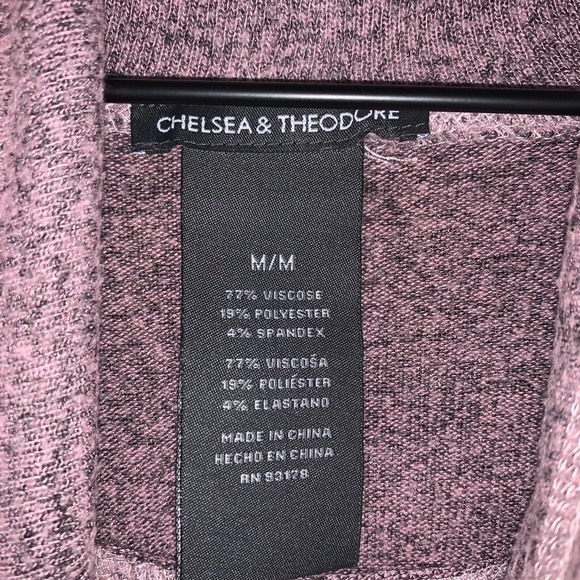 CHELSEA & THEODORE
M/M
77% VISCOSE
19% POLYESTER
4% SPANDEX
77% VISCOSA
19% POLIÉSTER
4% ELASTANO
MADE IN CHINA
HECHO EN CHINA
RN 93178